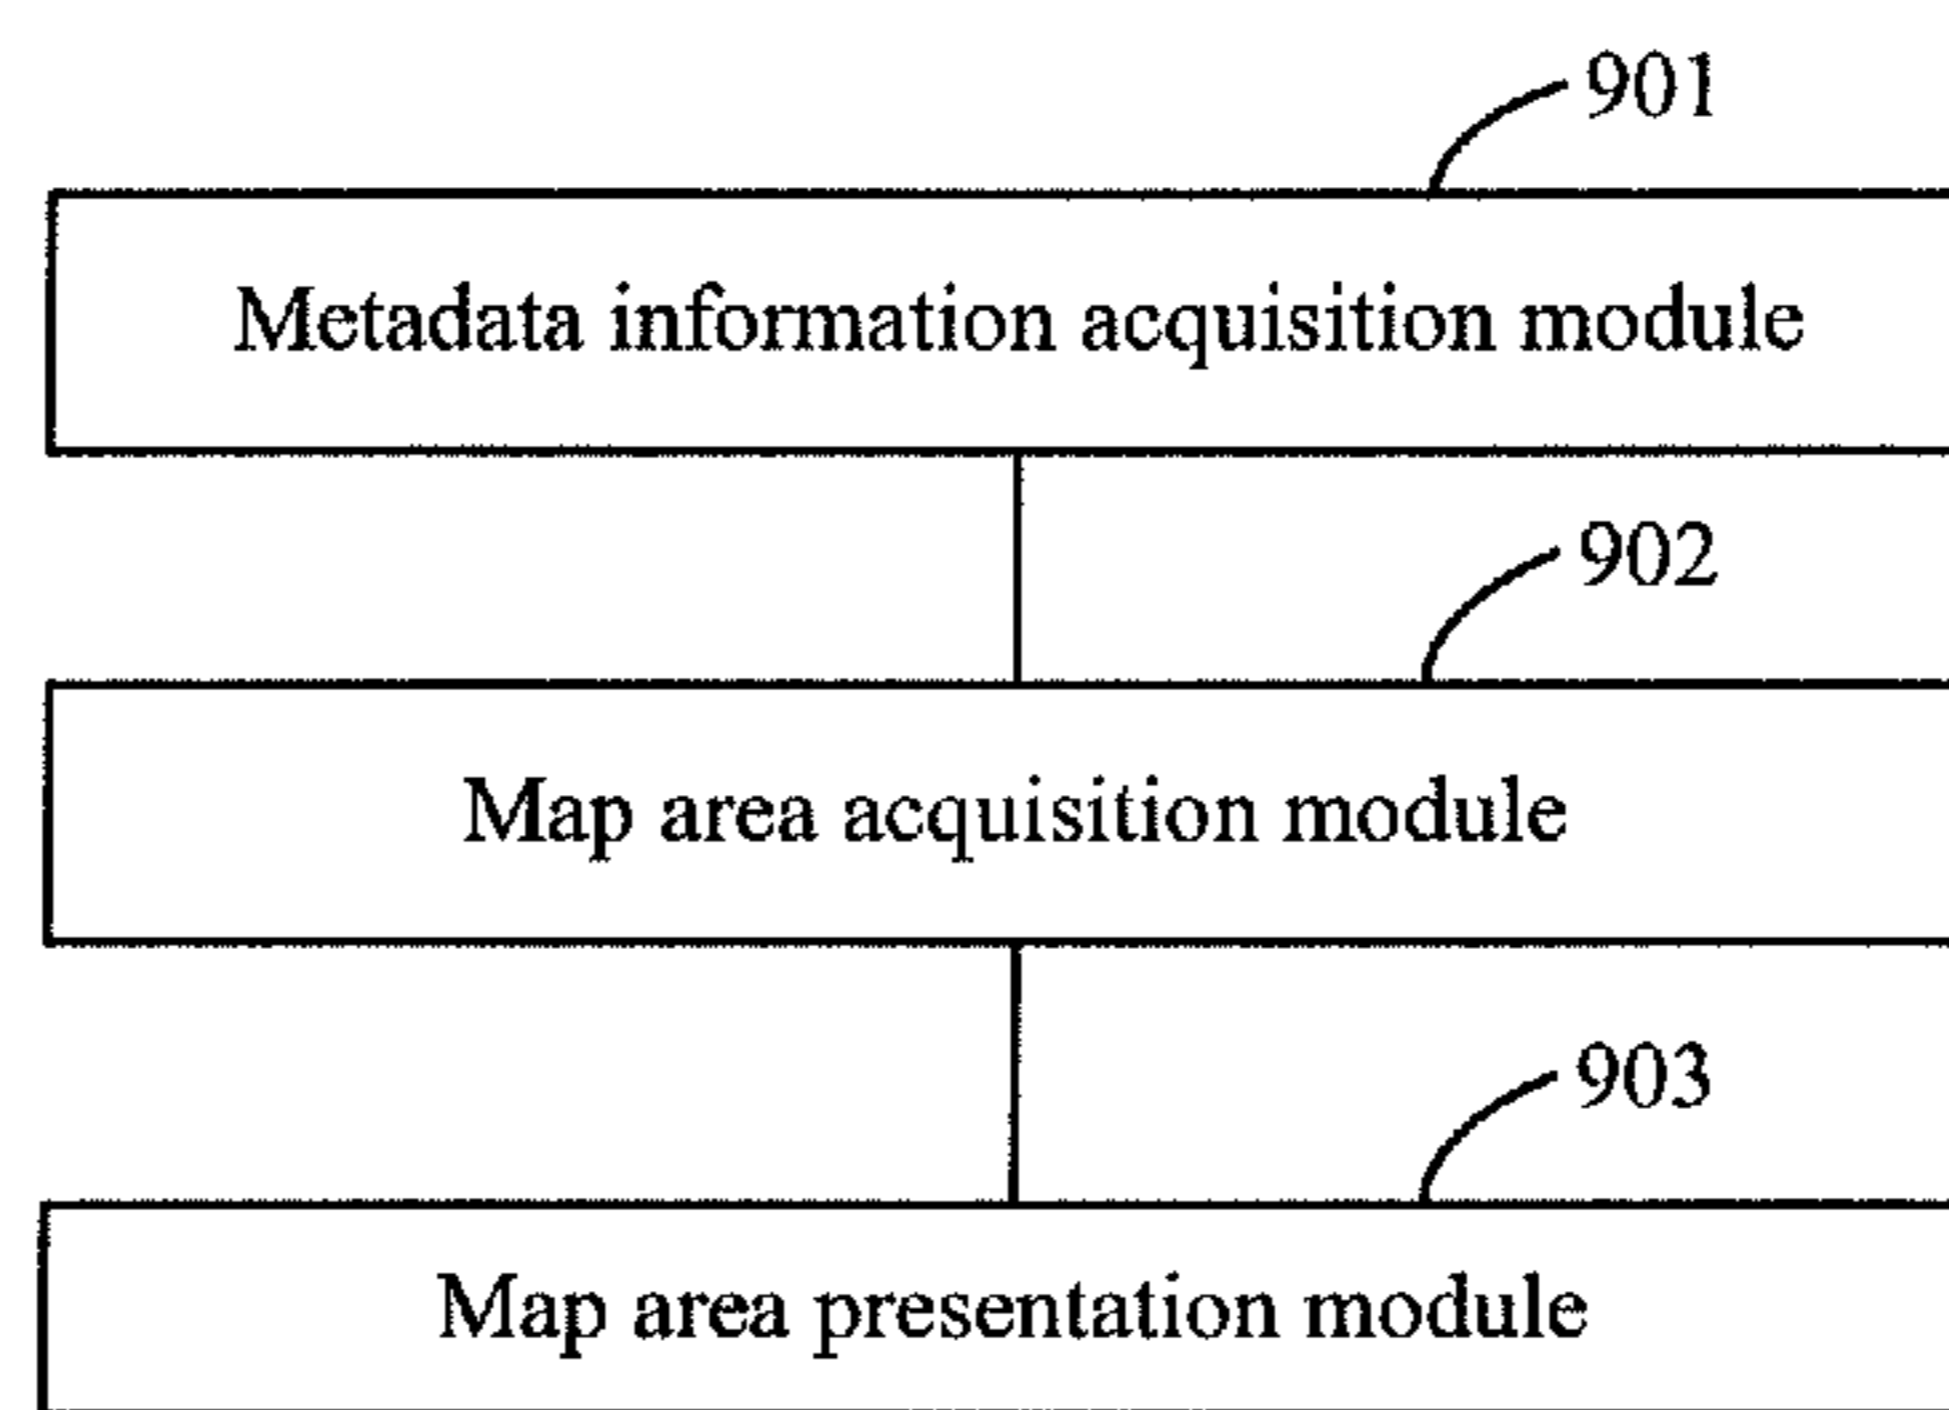 901
Metadata information acquisition module
902
Map area acquisition module
903
Map area presentation module